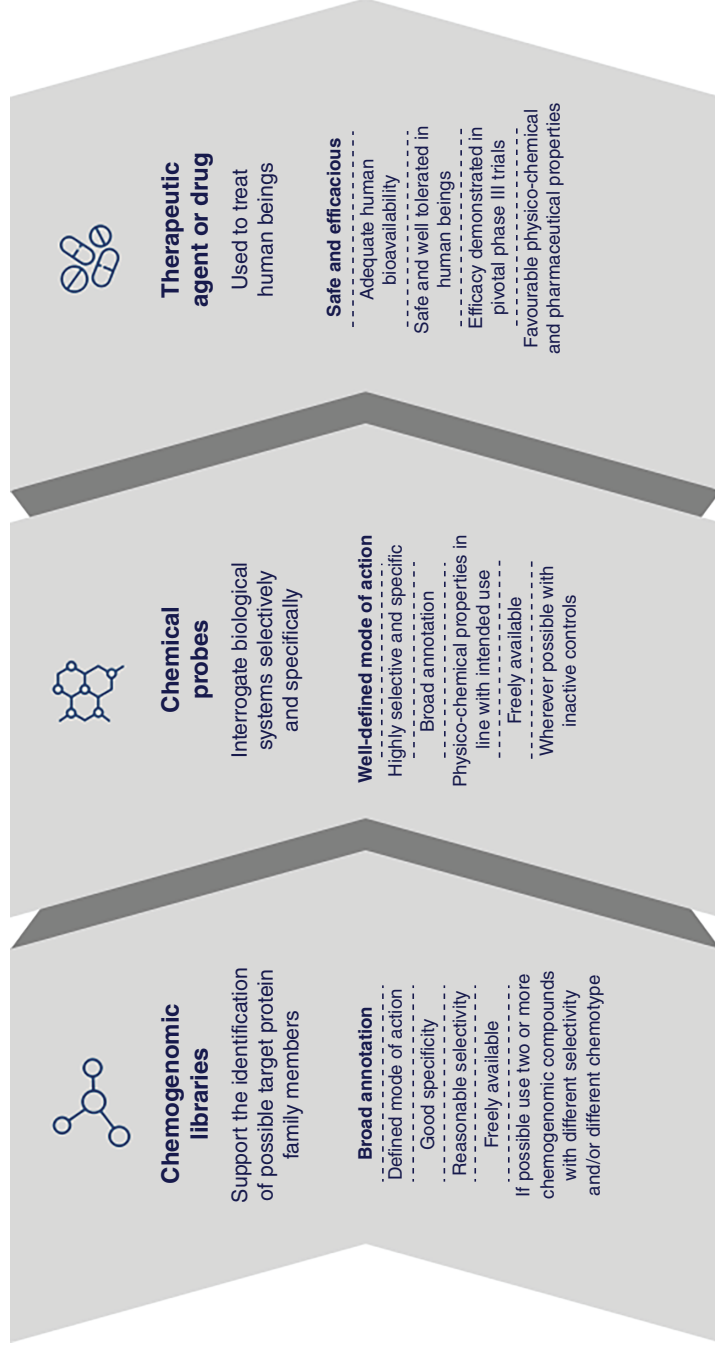 Chemogenomic
libraries
Support the identification
of possible target protein
family members
Broad annotation
Defined mode of action
Good specificity
Reasonable selectivity
Freely available
If possible use two or more
chemogenomic compounds
with different selectivity
and/or different chemotype
Chemical
probes
Interrogate biological
systems selectively
and specifically
Well-defined mode of action
Highly selective and specific
Broad annotation
Physico-chemical properties in
line with intended use
Freely available
Wherever possible with
inactive controls
Therapeutic
agent or drug
Used to treat
human beings
Safe and efficacious
Adequate human
bioavailability
Safe and well tolerated in
human beings
Efficacy demonstrated in
pivotal phase III trials
Favourable physico-chemical
and pharmaceutical properties